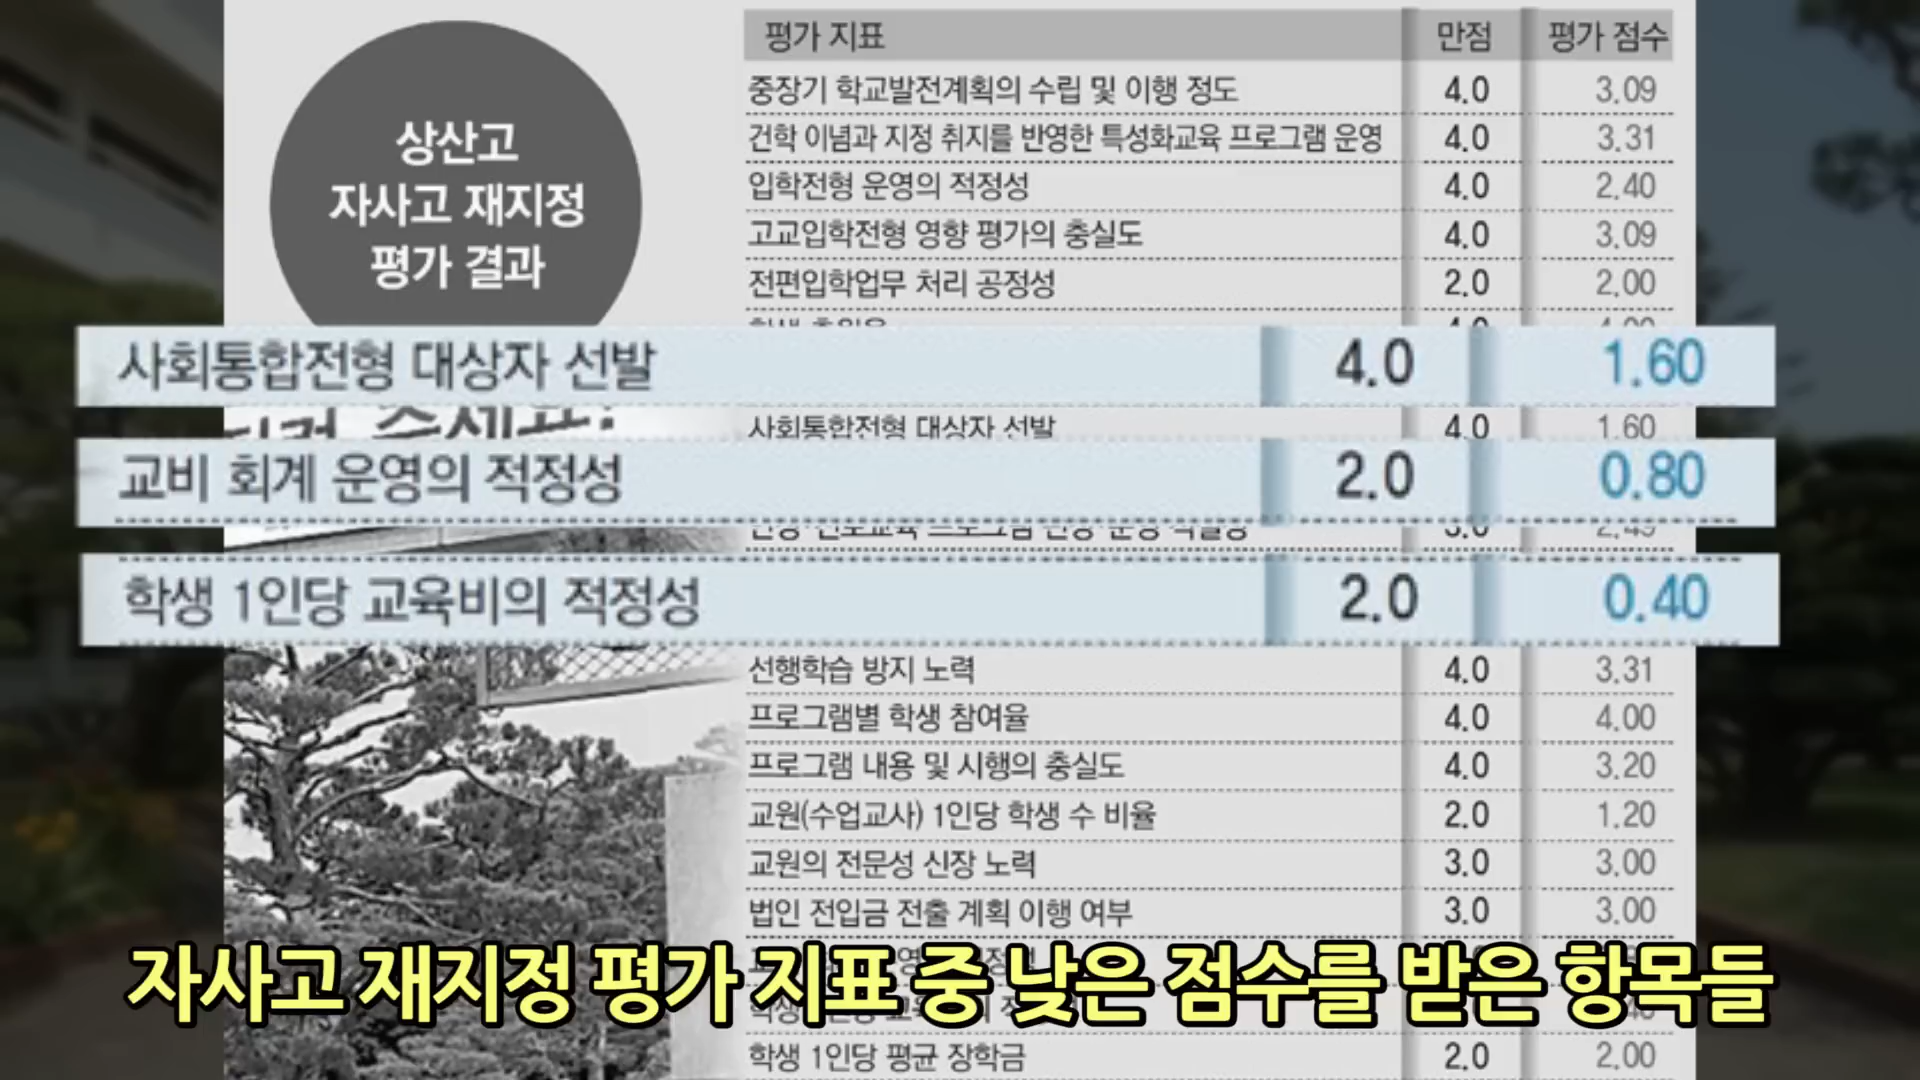 상산고
자사고 재지정
평가 결과
평가 지표 만점 평가 점수
중장기 학교발전계획의 수립 및 이행 정도 4.0 3.09
건학 이념과 지정 취지를 반영한 특성화교육 프로그램 운영 4.0 3.31
입학전형 운영의 적정성 4.0 2.40
고교입학전형 영향 평가의 충실도 4.0 3.09
전편입학업무 처리 공정성 2.0 2.00
사회통합전형 대상자 선발 4.0 1.60
사회통합전형 대상자 선발 4.0 1.60
교비 회계 운영의 적정성 2.0 0.80
학생 1인당 교육비의 적정성 2.0 0.40
선행학습 방지 노력 4.0 3.31
프로그램별 학생 참여율 4.0 4.00
프로그램 내용 및 시행의 충실도 4.0 3.20
교원(수업교사) 1인당 학생 수 비율 2.0 1.20
교원의 전문성 신장 노력 3.0 3.00
법인 전입금 전출 계획 이행 여부 3.0 3.00
자사고 재지정 평가 지표 중 낮은 점수를 받은 항목들
학생 1인당 평균 장학금 2.0 2.00